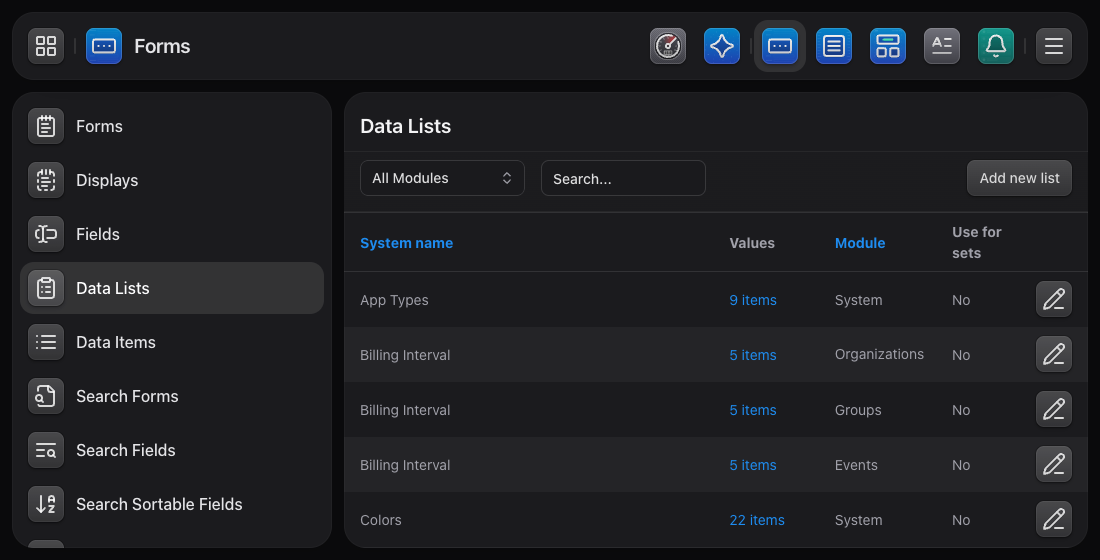 Forms
Forms
Displays
Fields
Data Lists
Data Items
Search Forms
Search Fields
Search Sortable Fields
Data Lists
All Modules
Search...
Add new list
System name Values Module Use for
sets
App Types 9 items System No
Billing Interval 5 items Organizations No
Billing Interval 5 items Groups No
Billing Interval 5 items Events No
Colors 22 items System No